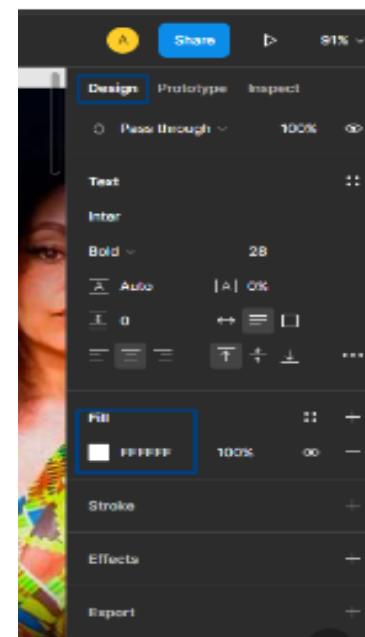 A Share 91%
Design Prototype Inspect
Pass through 100%
Text
Inter
Bold 28
A Auto |A| 0%
0
Fill
FFFFFF 100%
Stroke
Effects
Export